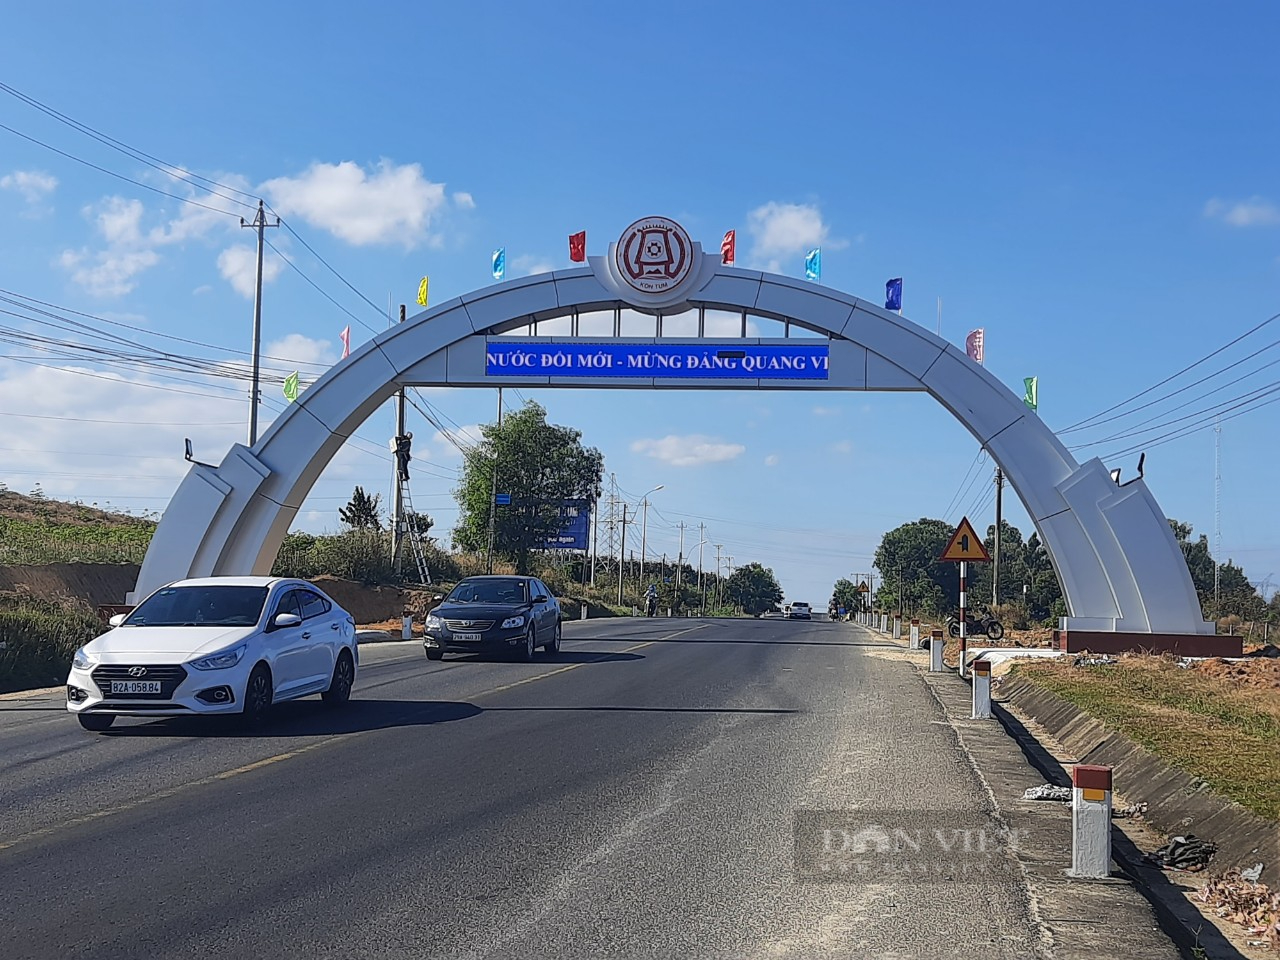 KON TUM
NƯỚC ĐỔI MỚI - MỪNG ĐẢNG QUANG VI
82A-058.84
DÂN VIỆT